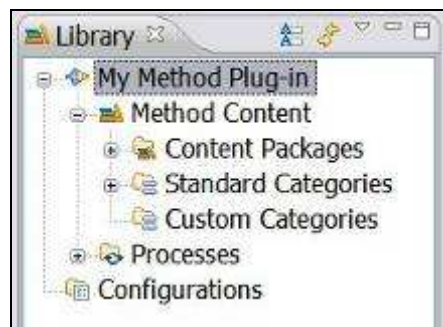 Library
My Method Plug-in
Method Content
Content Packages
Standard Categories
Custom Categories
Processes
Configurations